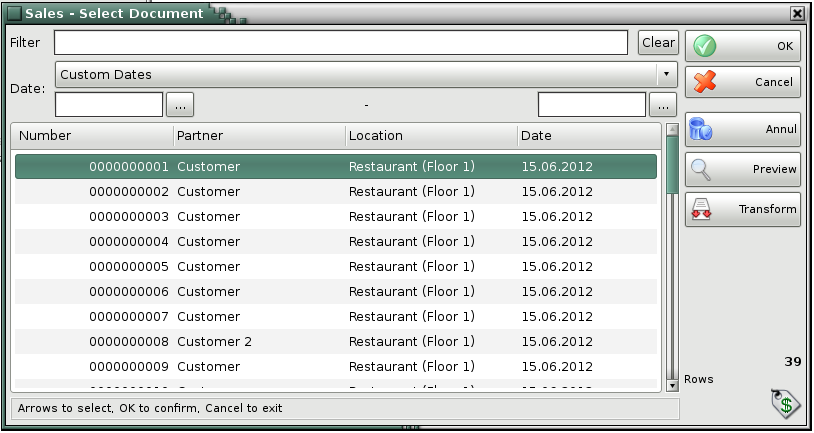 Sales - Select Document
Filter Clear OK
Date: Custom Dates Cancel
... - ...
Number Partner Location Date Annul
0000000001 Customer Restaurant (Floor 1) 15.06.2012 Preview
0000000002 Customer Restaurant (Floor 1) 15.06.2012
0000000003 Customer Restaurant (Floor 1) 15.06.2012 Transform
0000000004 Customer Restaurant (Floor 1) 15.06.2012
0000000005 Customer Restaurant (Floor 1) 15.06.2012
0000000006 Customer Restaurant (Floor 1) 15.06.2012
0000000007 Customer Restaurant (Floor 1) 15.06.2012
0000000008 Customer 2 Restaurant (Floor 1) 15.06.2012
0000000009 Customer Restaurant (Floor 1) 15.06.2012 39
Rows
Arrows to select, OK to confirm, Cancel to exit